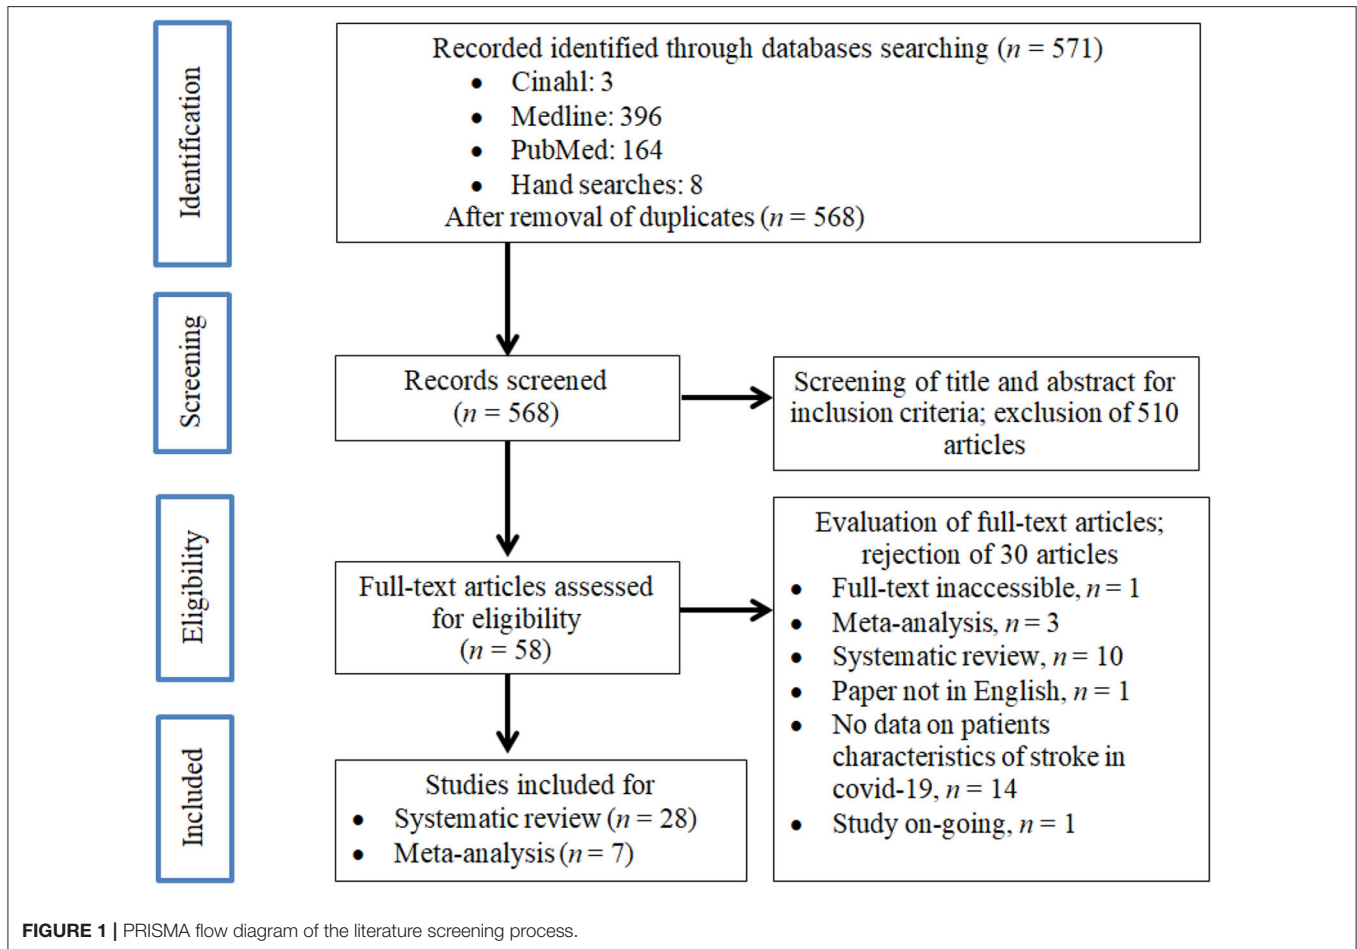 Identification
Recorded identified through databases searching (n = 571)
• Cinahl: 3
• Medline: 396
• PubMed: 164
• Hand searches: 8
After removal of duplicates (n = 568)
Screening
Records screened
(n = 568)
Screening of title and abstract for
inclusion criteria; exclusion of 510
articles
Eligibility
Full-text articles assessed
for eligibility
(n = 58)
Evaluation of full-text articles;
rejection of 30 articles
• Full-text inaccessible, n = 1
• Meta-analysis, n = 3
• Systematic review, n = 10
• Paper not in English, n = 1
• No data on patients
characteristics of stroke in
covid-19, n = 14
• Study on-going, n = 1
Included
Studies included for
• Systematic review (n = 28)
• Meta-analysis (n = 7)
FIGURE 1 | PRISMA flow diagram of the literature screening process.